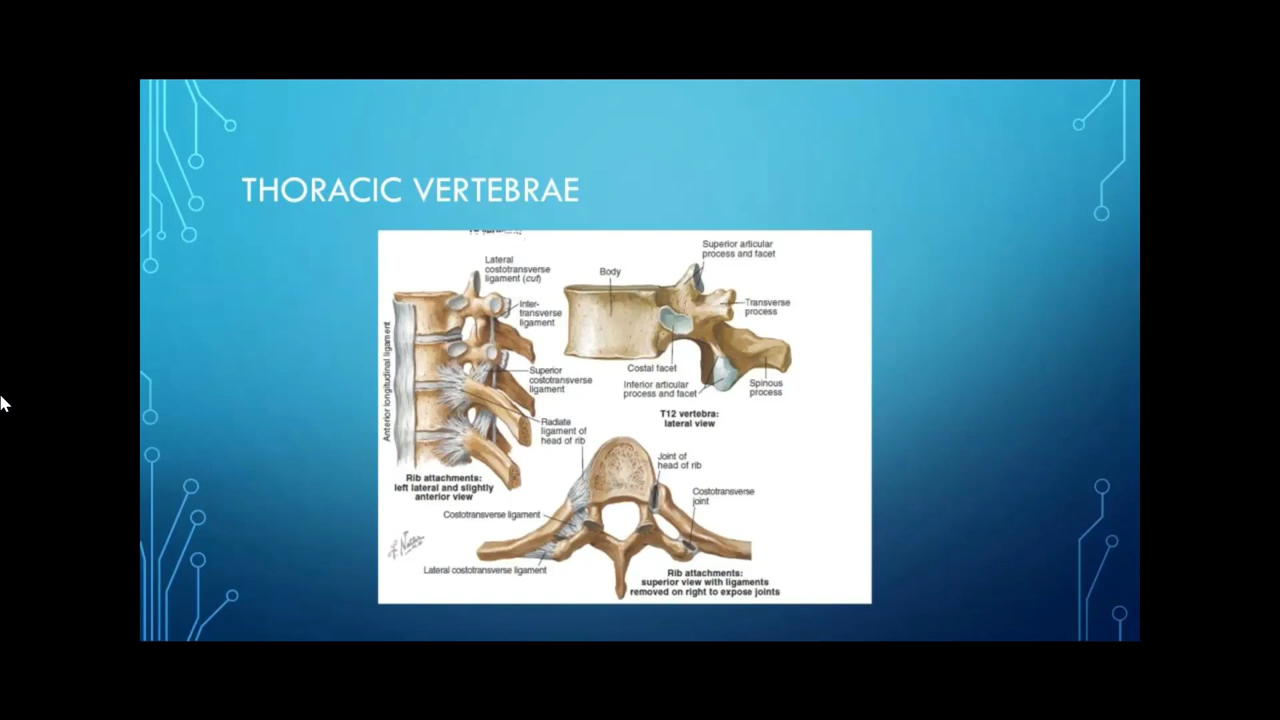 THORACIC VERTEBRAE
Lateral
costotransverse
ligament (cut)
Inter-
transverse
ligament
Anterior longitudinal ligament
Superior
costotransverse
ligament
Radiate
ligament of
head of rib
Rib attachments:
left lateral and slightly
anterior view
Body
Superior articular
process and facet
Transverse
process
Costal facet
Inferior articular
process and facet
Spinous
process
T12 vertebra:
lateral view
Joint of
head of rib
Costotransverse
joint
Costotransverse ligament
Lateral costotransverse ligament
Rib attachments:
superior view with ligaments
removed on right to expose joints